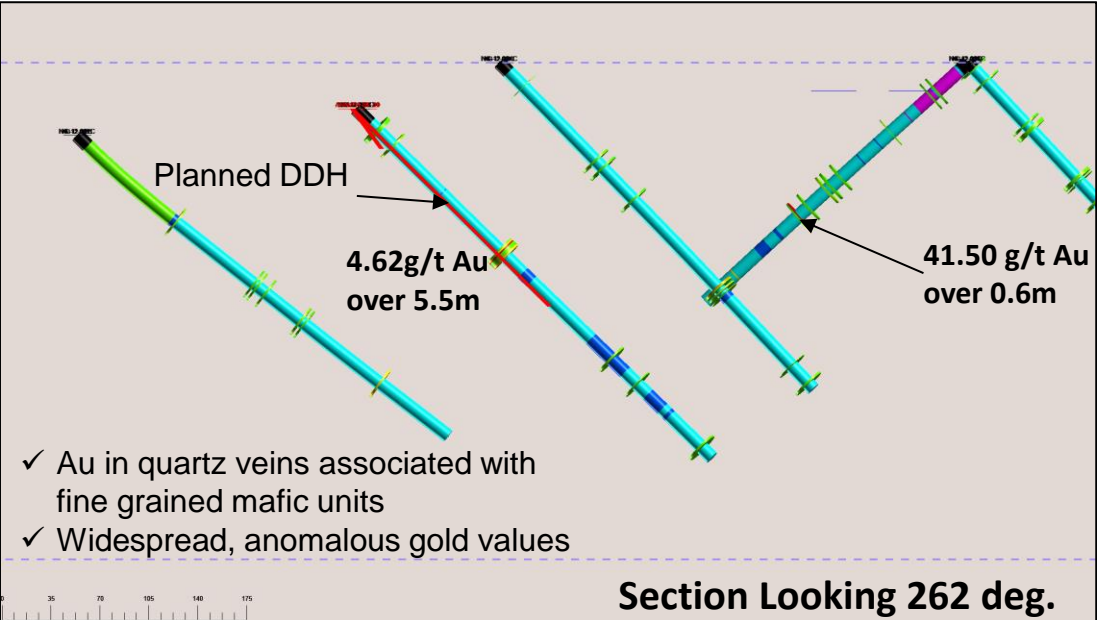 Planned DDH
4.62g/t Au
over 5.5m
41.50 g/t Au
over 0.6m
✓ Au in quartz veins associated with
fine grained mafic units
✓ Widespread, anomalous gold values
Section Looking 262 deg.
0 35 70 105 140 175